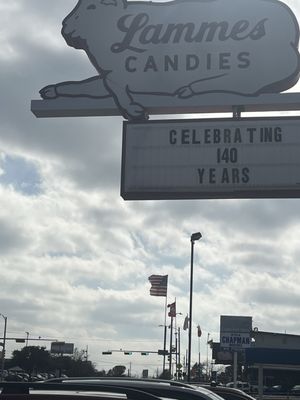 Lammes
CANDIES
CELEBRATING
140
YEARS
CHAPMAN